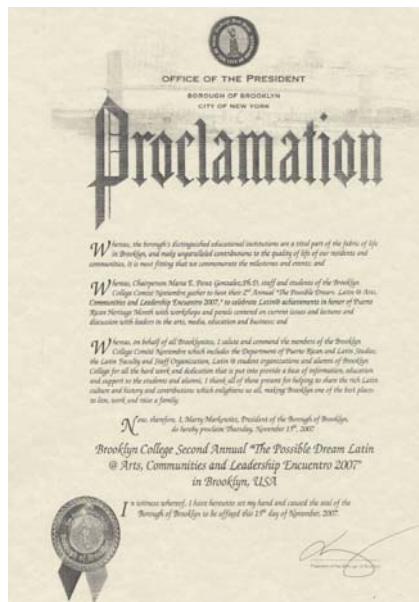 OFFICE OF THE PRESIDENT
BOROUGH OF BROOKLYN
CITY OF NEW YORK
Proclamation
Whereas, the borough's distinguished educational institutions are a vital part of the fabric of life
in Brooklyn, and make unparalleled contributions to the quality of life of our residents and
communities, it is most fitting that we commemorate the milestones and events; and
Whereas, Chairperson Maria E. Perez Gonzalez, Ph.D, staff and students of the Brooklyn
College Comité Noviembre gather to host their 2nd Annual "The Possible Dream. Latin @ Arts,
Communities and Leadership Encuentro 2007," to celebrate Latin@ achievements in honor of Puerto
Rican Heritage Month with workshops and panels centered on current issues and lectures and
discussion with leaders in the arts, media, education and business; and
Whereas, on behalf of all Brooklynites, I salute and commend the members of the Brooklyn
College Comité Noviembre which includes the Department of Puerto Rican and Latin Studies,
the Latin Faculty and Staff Organization, Latin @ student organizations and alumni of Brooklyn
College for all the hard work and dedication that is put into provide a base of information, education
and support to the students and alumni, I thank all of those present for helping to share the rich Latin
culture and history and contributions which enlightens us all, making Brooklyn one of the best places
to live, work and raise a family.
Now, therefore, I, Marty Markowitz, President of the Borough of Brooklyn,
do hereby proclaim Thursday, November 15th, 2007
Brooklyn College Second Annual "The Possible Dream Latin
@ Arts, Communities and Leadership Encuentro 2007"
in Brooklyn, USA
In witness whereof, I have hereunto set my hand and caused the seal of the
Borough of Brooklyn to be affixed this 15th day of November, 2007.
President of the Borough of Brooklyn